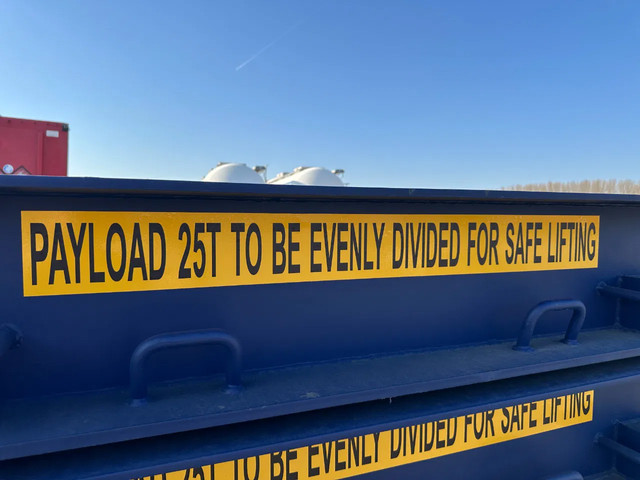 PAYLOAD 25T TO BE EVENLY DIVIDED FOR SAFE LIFTING
25T TO BE EVENLY DIVIDED FOR SAFE LIFTING